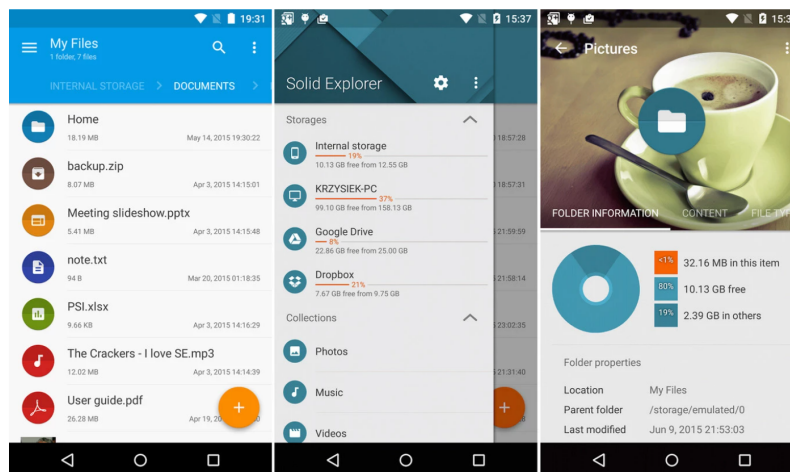 19:31
My Files
1 folder, 7 files
INTERNAL STORAGE > DOCUMENTS >
Home
18.19 MB May 14, 2015 19:30:22
backup.zip
8.07 MB Apr 3, 2015 14:15:01
Meeting slideshow.pptx
5.41 MB Apr 3, 2015 14:15:48
note.txt
94 B Mar 20, 2015 01:18:35
PSI.xlsx
9.66 KB Apr 3, 2015 14:16:29
The Crackers - I love SE.mp3
12.02 MB Apr 3, 2015 14:14:39
User guide.pdf
26.28 MB Apr 19, 20
15:37
Solid Explorer
Storages
Internal storage
19%
10.13 GB free from 12.55 GB
KRZYSIEK-PC
37%
99.10 GB free from 158.13 GB
Google Drive
8%
22.86 GB free from 25.00 GB
Dropbox
21%
7.67 GB free from 9.75 GB
Collections
Photos
Music
Videos
18:57:28
18:57:31
21:59:59
21:58:14
23:02:35
21:31:40
15:3
Pictures
FOLDER INFORMATION CONTENT FILE TYP
<1% 32.16 MB in this item
80% 10.13 GB free
19% 2.39 GB in others
Folder properties
Location My Files
Parent folder /storage/emulated/0
Last modified Jun 9, 2015 21:53:03